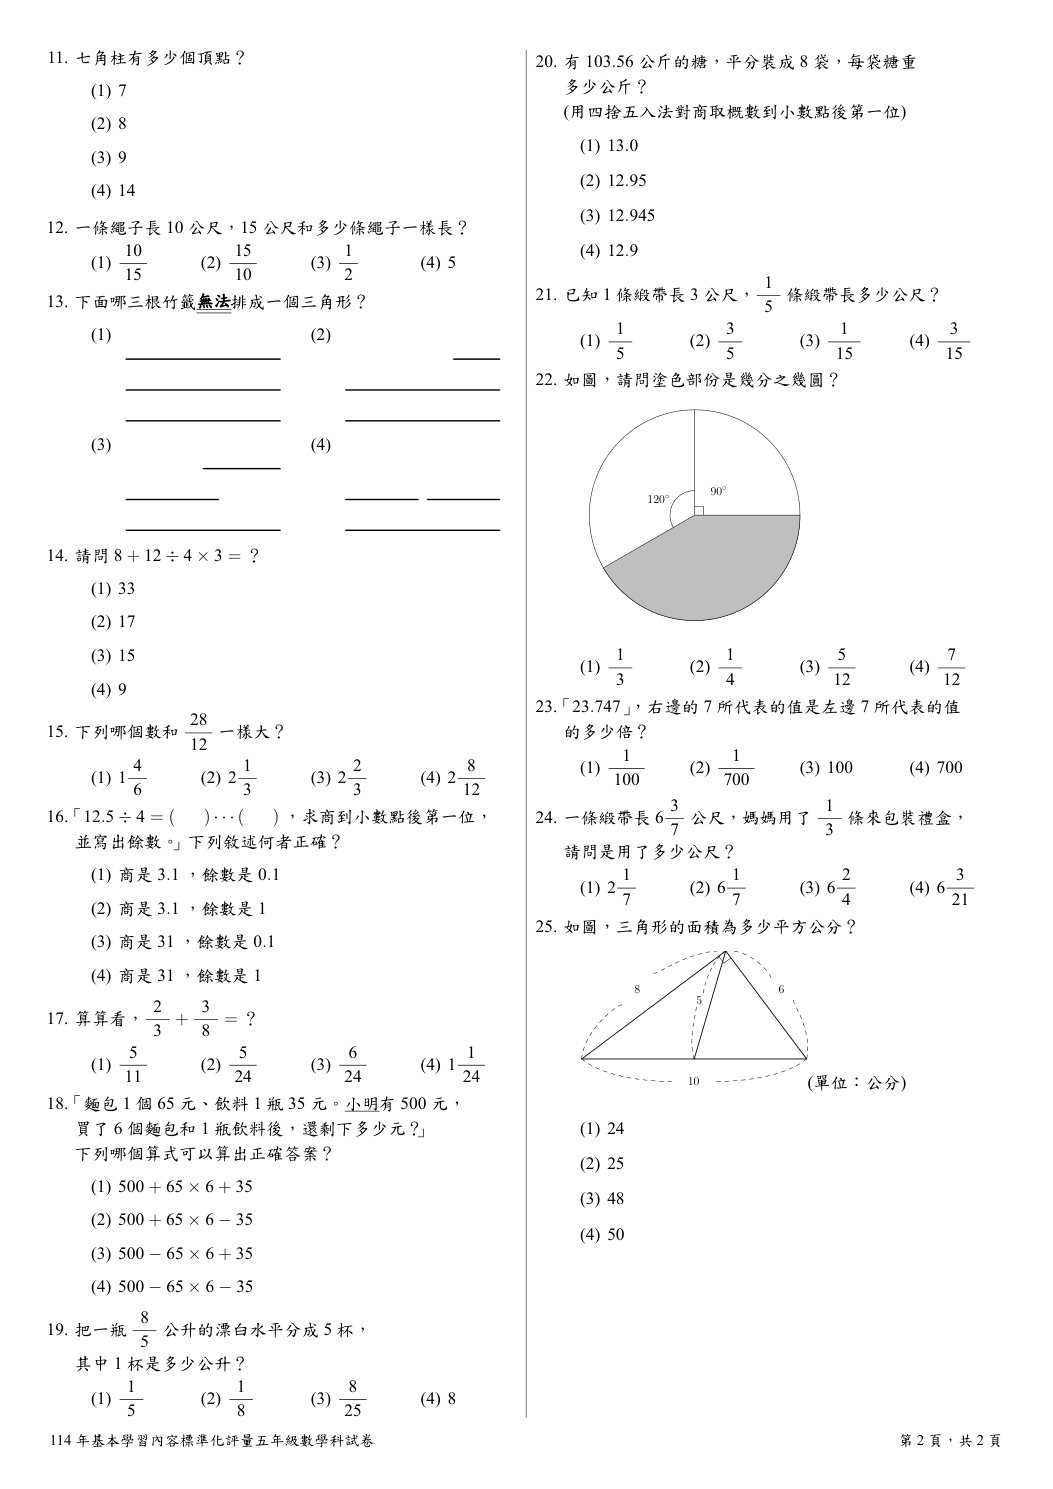 11. 七角柱有多少個頂點？
(1) 7
(2) 8
(3) 9
(4) 14
12. 一條繩子長 10 公尺，15 公尺和多少條繩子一樣長？
(1) 10/15 (2) 15/10 (3) 1/2 (4) 5
13. 下面哪三根竹籤無法排成一個三角形？
(1) (2)
(3) (4)
14. 請問 8 + 12 ÷ 4 × 3 = ？
(1) 33
(2) 17
(3) 15
(4) 9
15. 下列哪個數和 28/12 一樣大？
(1) 1 4/6 (2) 2 1/3 (3) 2 2/3 (4) 2 8/12
16.「12.5 ÷ 4 = ( ) ⋯ ( ) ，求商到小數點後第一位，
並寫出餘數。」下列敘述何者正確？
(1) 商是 3.1 ，餘數是 0.1
(2) 商是 3.1 ，餘數是 1
(3) 商是 31 ，餘數是 0.1
(4) 商是 31 ，餘數是 1
17. 算算看，2/3 + 3/8 = ？
(1) 5/11 (2) 5/24 (3) 6/24 (4) 1 1/24
18.「麵包 1 個 65 元、飲料 1 瓶 35 元。小明有 500 元，
買了 6 個麵包和 1 瓶飲料後，還剩下多少元？」
下列哪個算式可以算出正確答案？
(1) 500 + 65 × 6 + 35
(2) 500 + 65 × 6 − 35
(3) 500 − 65 × 6 + 35
(4) 500 − 65 × 6 − 35
19. 把一瓶 8/5 公升的漂白水平分成 5 杯，
其中 1 杯是多少公升？
(1) 1/5 (2) 1/8 (3) 8/25 (4) 8
20. 有 103.56 公斤的糖，平分裝成 8 袋，每袋糖重
多少公斤？
(用四捨五入法對商取概數到小數點後第一位)
(1) 13.0
(2) 12.95
(3) 12.945
(4) 12.9
21. 已知 1 條緞帶長 3 公尺，1/5 條緞帶長多少公尺？
(1) 1/5 (2) 3/5 (3) 1/15 (4) 3/15
22. 如圖，請問塗色部份是幾分之幾圓？
120° 90°
(1) 1/3 (2) 1/4 (3) 5/12 (4) 7/12
23.「23.747」，右邊的 7 所代表的值是左邊 7 所代表的值
的多少倍？
(1) 1/100 (2) 1/700 (3) 100 (4) 700
24. 一條緞帶長 6 3/7 公尺，媽媽用了 1/3 條來包裝禮盒，
請問是用了多少公尺？
(1) 2 1/7 (2) 6 1/7 (3) 6 2/4 (4) 6 3/21
25. 如圖，三角形的面積為多少平方公分？
8 5 6
10 (單位：公分)
(1) 24
(2) 25
(3) 48
(4) 50
114 年基本學習內容標準化評量五年級數學科試卷
第 2 頁，共 2 頁